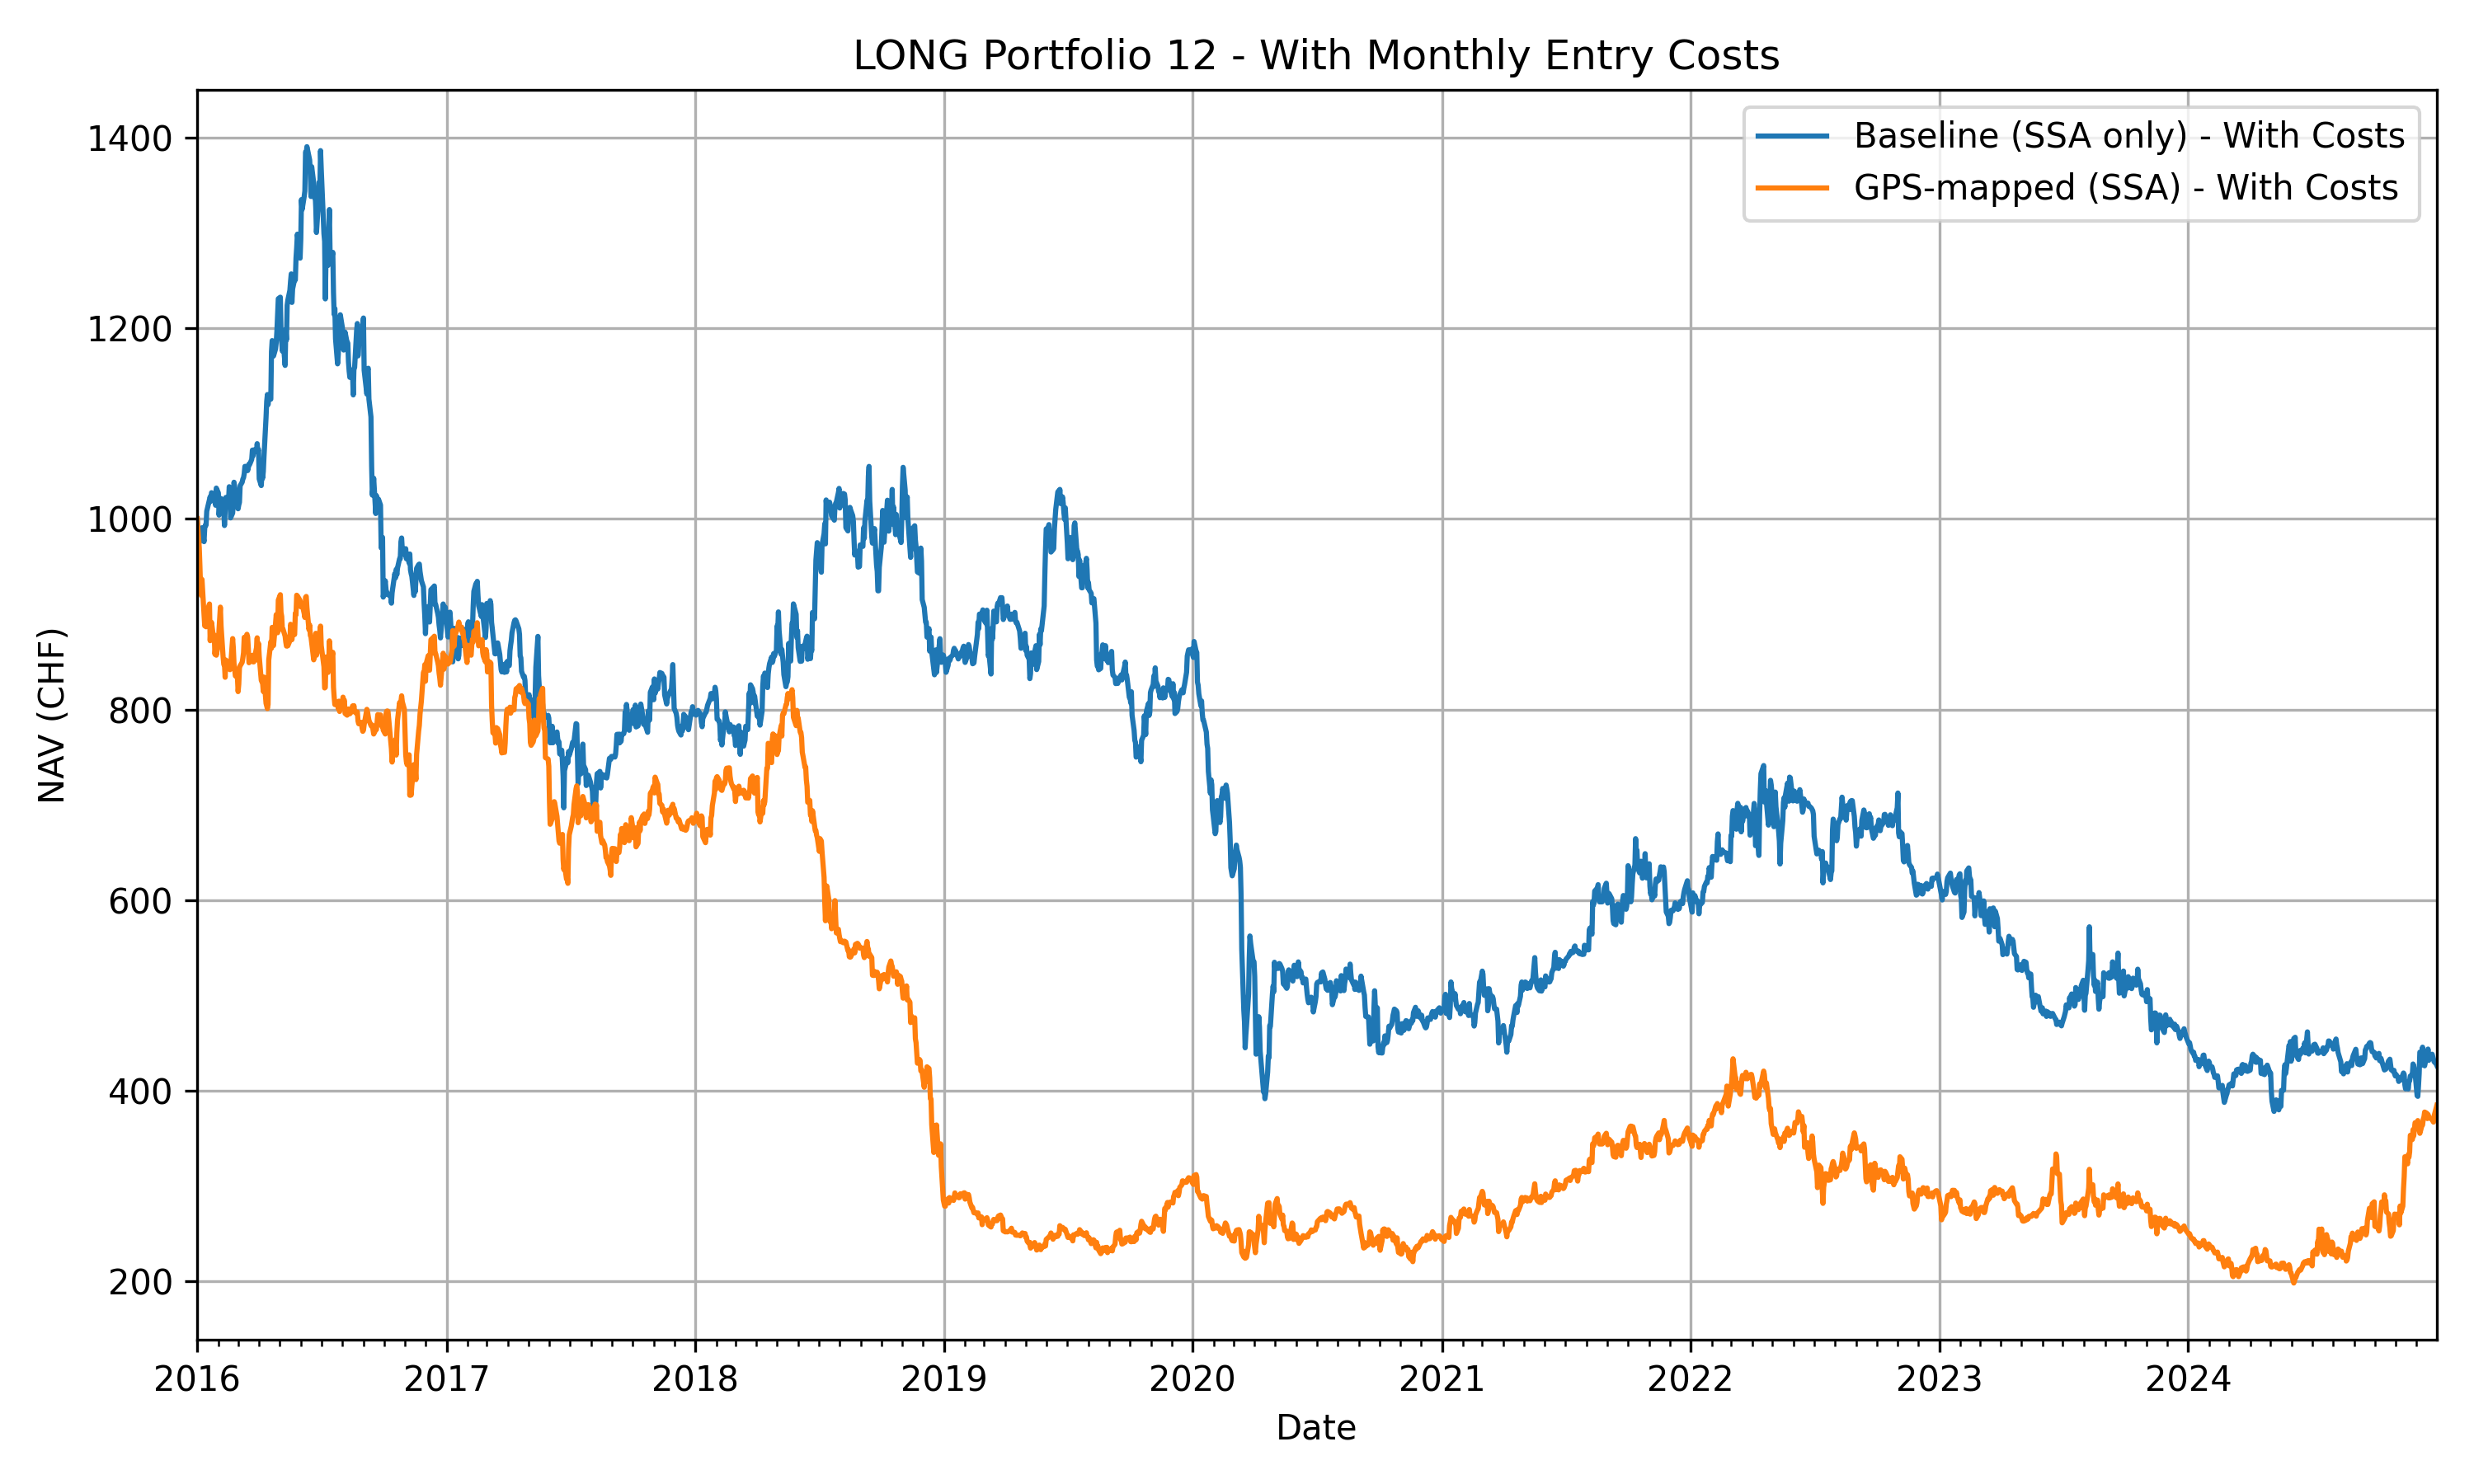 LONG Portfolio 12 - With Monthly Entry Costs
Baseline (SSA only) - With Costs
GPS-mapped (SSA) - With Costs
NAV (CHF)
1400
1200
1000
800
600
400
200
2016 2017 2018 2019 2020 2021 2022 2023 2024
Date